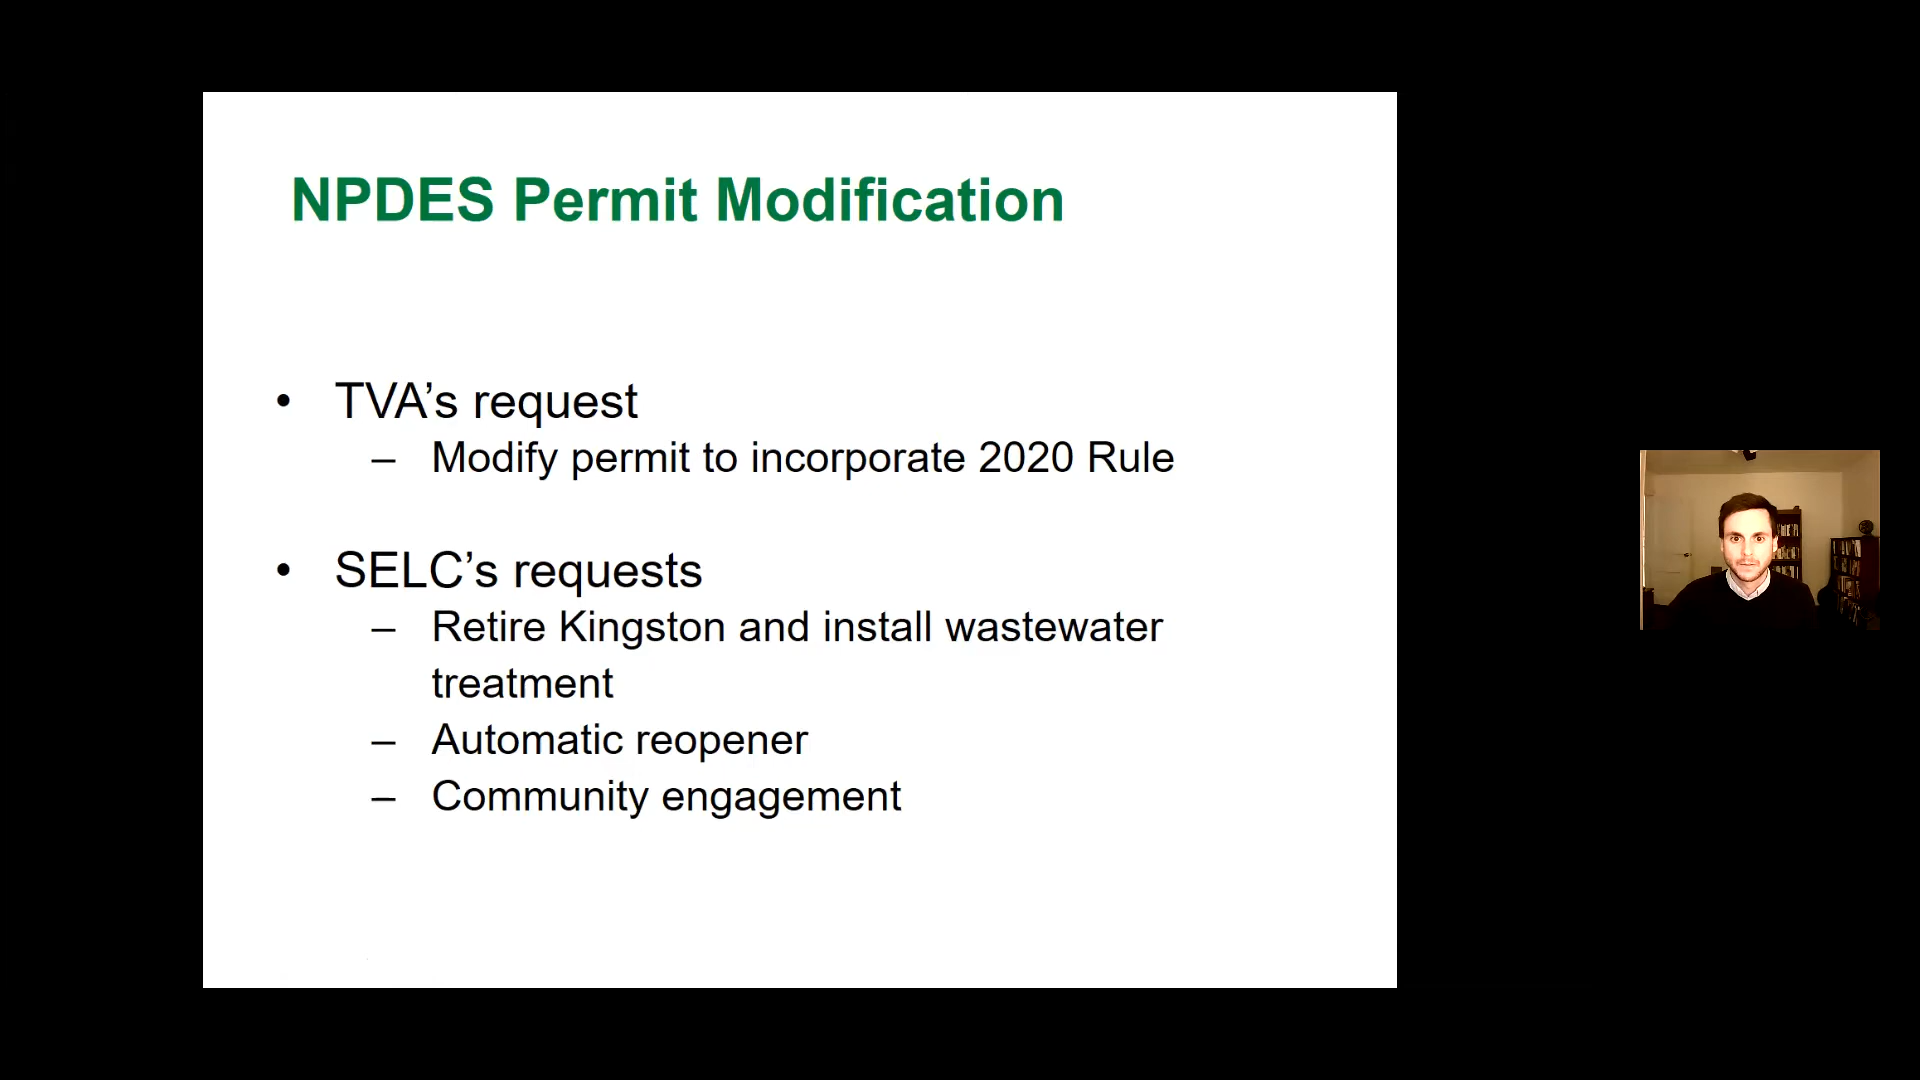 NPDES Permit Modification
• TVA’s request
– Modify permit to incorporate 2020 Rule
• SELC’s requests
– Retire Kingston and install wastewater
treatment
– Automatic reopener
– Community engagement